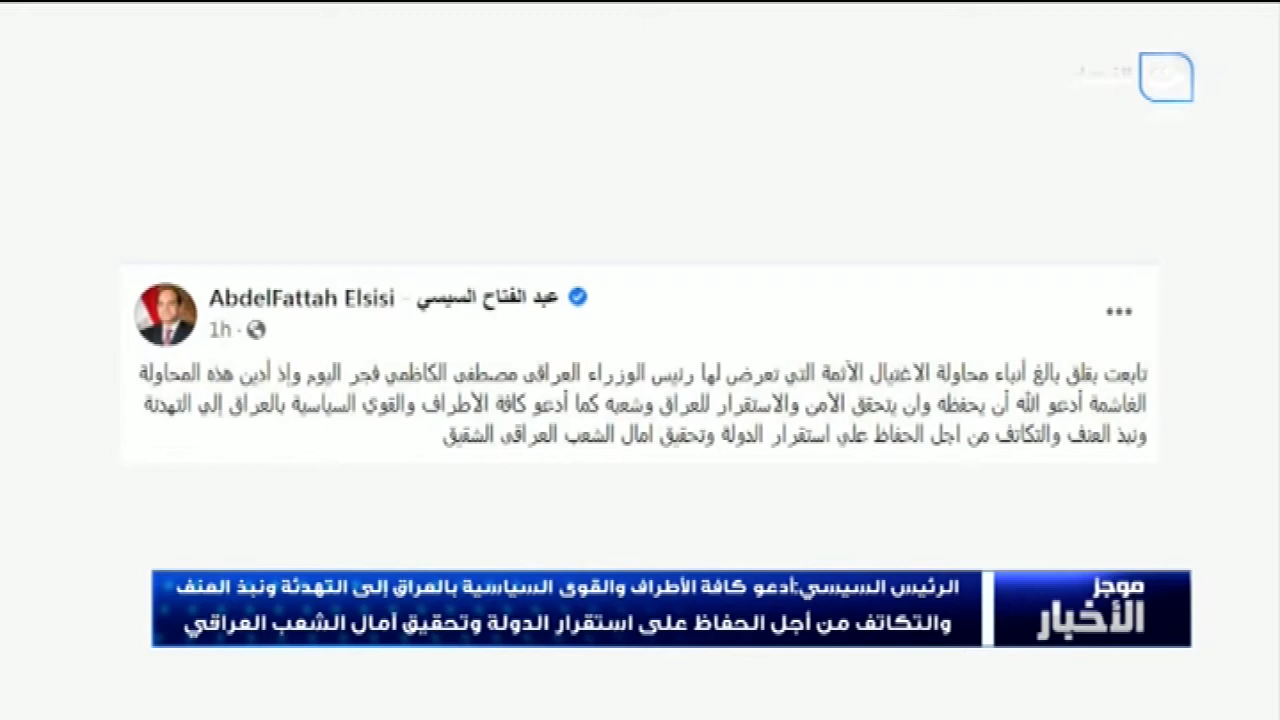 AbdelFattah Elsisi - عبد الفتاح السيسي
1h
تابعت بقلق بالغ أنباء محاولة الاغتيال الآثمة التي تعرض لها رئيس الوزراء العراقى مصطفى الكاظمي فجر اليوم وإذ أدين هذه المحاولة
الغاشمة أدعو الله أن يحفظه وان يتحقق الأمن والاستقرار للعراق وشعبه كما أدعو كافة الأطراف والقوي السياسية بالعراق إلى التهدئة
ونبذ العنف والتكاتف من اجل الحفاظ علي استقرار الدولة وتحقيق امال الشعب العراقى الشقيق
موجز
الأخبار
الرئيس السيسي:أدعو كافة الأطراف والقوى السياسية بالعراق إلى التهدئة ونبذ العنف
والتكاتف من أجل الحفاظ على استقرار الدولة وتحقيق آمال الشعب العراقي